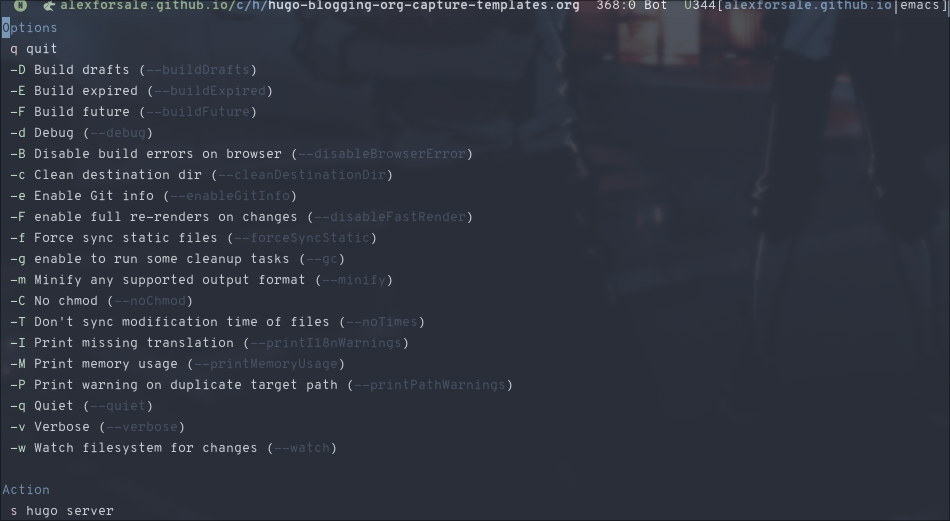 N alexforsale.github.io/c/h/hugo-blogging-org-capture-templates.org 368:0 Bot U344[alexforsale.github.io|emacs]
Options
q quit
-D Build drafts (--buildDrafts)
-E Build expired (--buildExpired)
-F Build future (--buildFuture)
-d Debug (--debug)
-B Disable build errors on browser (--disableBrowserError)
-c Clean destination dir (--cleanDestinationDir)
-e Enable Git info (--enableGitInfo)
-F enable full re-renders on changes (--disableFastRender)
-f Force sync static files (--forceSyncStatic)
-g enable to run some cleanup tasks (--gc)
-m Minify any supported output format (--minify)
-C No chmod (--noChmod)
-T Don't sync modification time of files (--noTimes)
-I Print missing translation (--printI18nWarnings)
-M Print memory usage (--printMemoryUsage)
-P Print warning on duplicate target path (--printPathWarnings)
-q Quiet (--quiet)
-v Verbose (--verbose)
-w Watch filesystem for changes (--watch)
Action
s hugo server